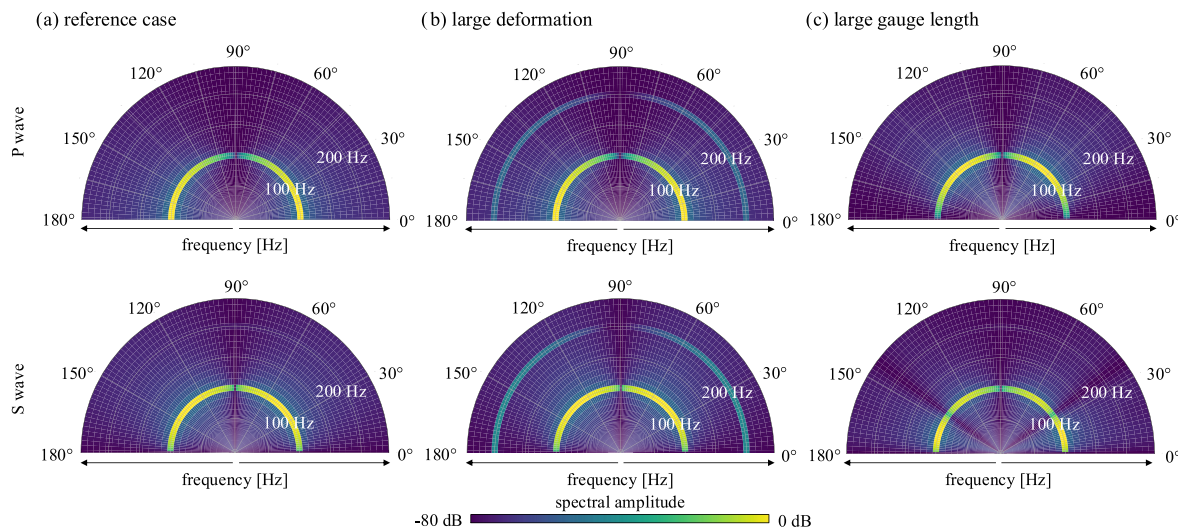 (a) reference case
(b) large deformation
(c) large gauge length
P wave
90°
120°
60°
150°
30°
200 Hz
100 Hz
180°
0°
frequency [Hz]
90°
120°
60°
150°
30°
200 Hz
100 Hz
180°
0°
frequency [Hz]
90°
120°
60°
150°
30°
200 Hz
100 Hz
180°
0°
frequency [Hz]
S wave
90°
120°
60°
150°
30°
200 Hz
100 Hz
180°
0°
frequency [Hz]
90°
120°
60°
150°
30°
200 Hz
100 Hz
180°
0°
frequency [Hz]
90°
120°
60°
150°
30°
200 Hz
100 Hz
180°
0°
frequency [Hz]
spectral amplitude
-80 dB
0 dB